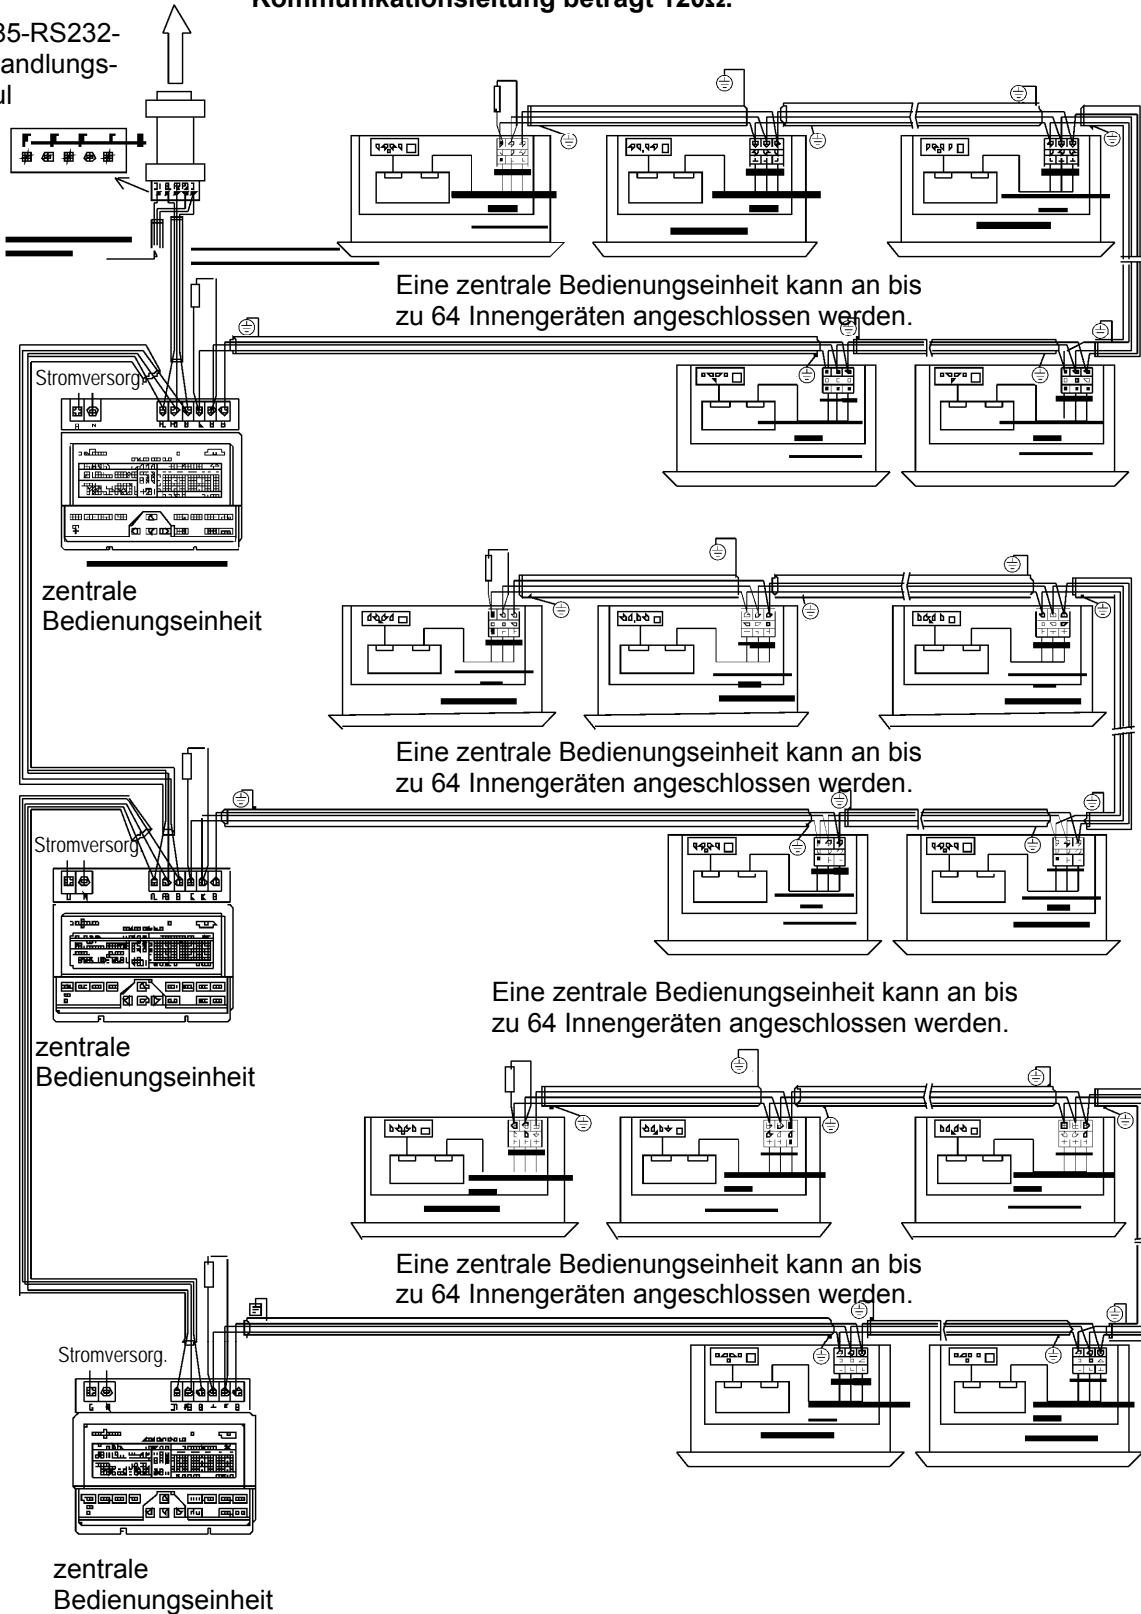 Kommunikationsleitung beträgt 120Ω.
35-RS232-
andlungs-
ul
Eine zentrale Bedienungseinheit kann an bis
zu 64 Innengeräten angeschlossen werden.
Stromversorg
zentrale
Bedienungseinheit
Eine zentrale Bedienungseinheit kann an bis
zu 64 Innengeräten angeschlossen werden.
Stromversorg
zentrale
Bedienungseinheit
Eine zentrale Bedienungseinheit kann an bis
zu 64 Innengeräten angeschlossen werden.
Eine zentrale Bedienungseinheit kann an bis
zu 64 Innengeräten angeschlossen werden.
Stromversorg.
zentrale
Bedienungseinheit